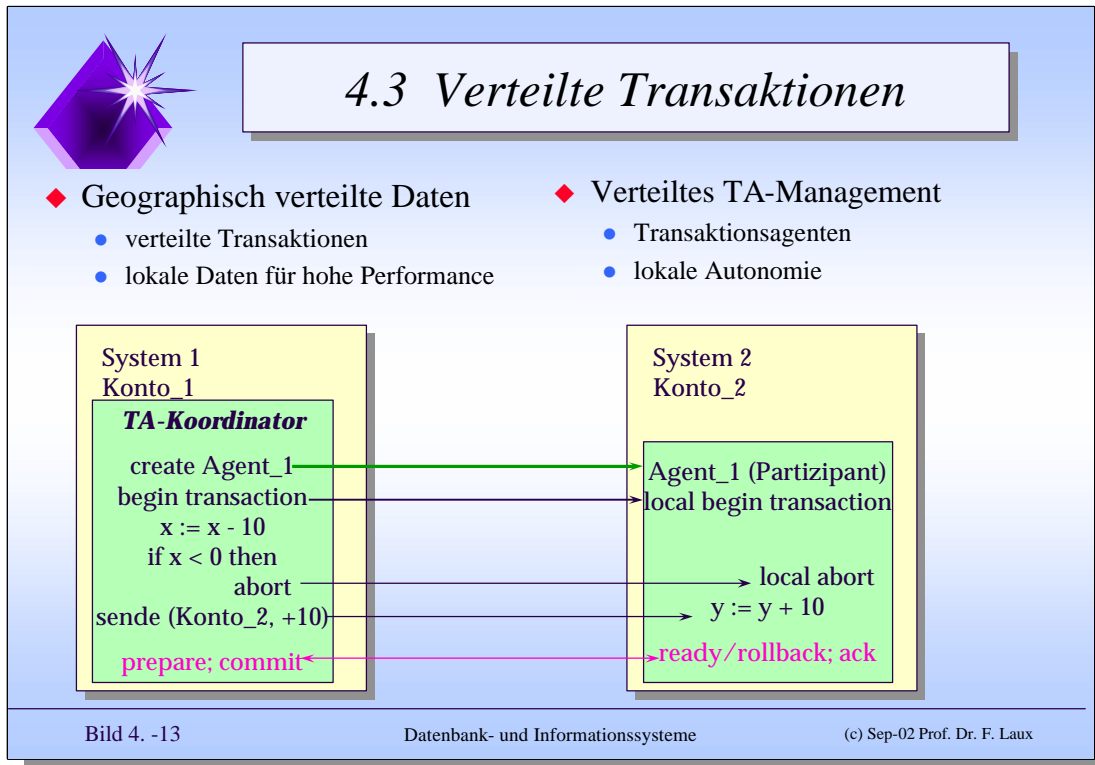 4.3 Verteilte Transaktionen
Geographisch verteilte Daten
verteilte Transaktionen
lokale Daten für hohe Performance
Verteiltes TA-Management
Transaktionsagenten
lokale Autonomie
System 1
Konto_1
TA-Koordinator
create Agent_1
begin transaction
x := x - 10
if x < 0 then
abort
sende (Konto_2, +10)
prepare; commit
System 2
Konto_2
Agent_1 (Partizipant)
local begin transaction
local abort
y := y + 10
ready/rollback; ack
Bild 4. -13
Datenbank- und Informationssysteme
(c) Sep-02 Prof. Dr. F. Laux